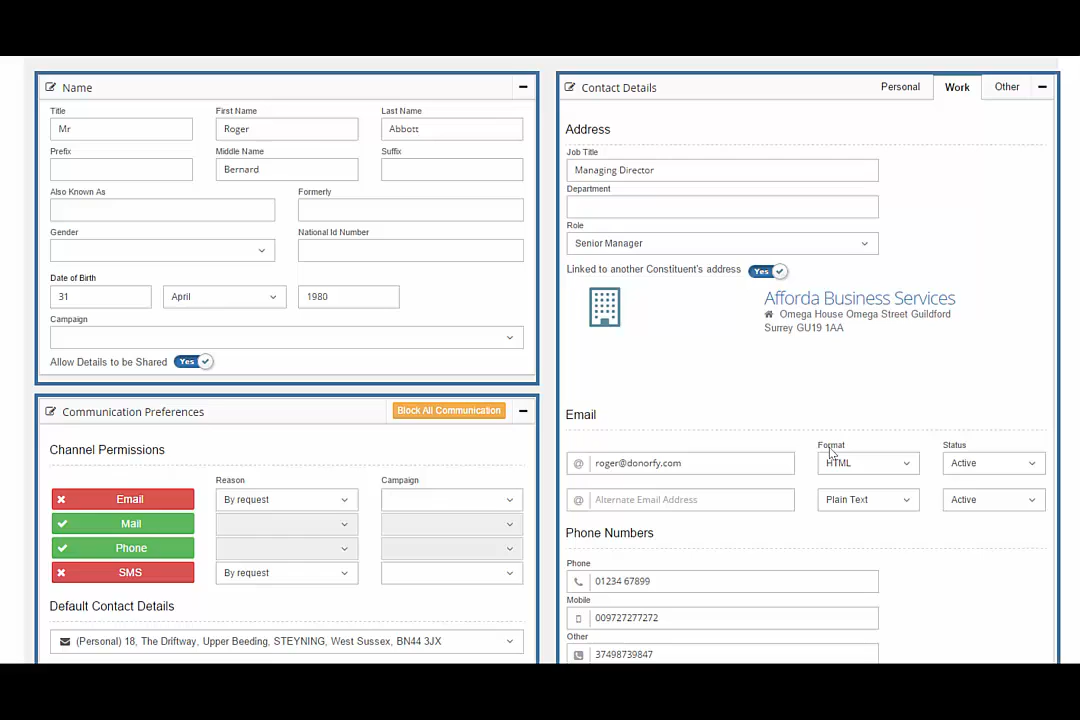 Name
Title
First Name
Last Name
Mr
Roger
Abbott
Prefix
Middle Name
Suffix
Bernard
Also Known As
Formerly
Gender
National Id Number
Date of Birth
31
April
1980
Campaign
Allow Details to be Shared
Yes
Communication Preferences
Block All Communication
Channel Permissions
Reason
Campaign
Email
By request
Mail
Phone
SMS
By request
Default Contact Details
(Personal) 18, The Driftway, Upper Beeding, STEYNING, West Sussex, BN44 3JX
Contact Details
Personal
Work
Other
Address
Job Title
Managing Director
Department
Role
Senior Manager
Linked to another Constituent's address
Yes
Afforda Business Services
Omega House Omega Street Guildford
Surrey GU19 1AA
Email
Format
Status
@
roger@donorfy.com
HTML
Active
@
Alternate Email Address
Plain Text
Active
Phone Numbers
Phone
01234 67899
Mobile
009727277272
Other
37498739847